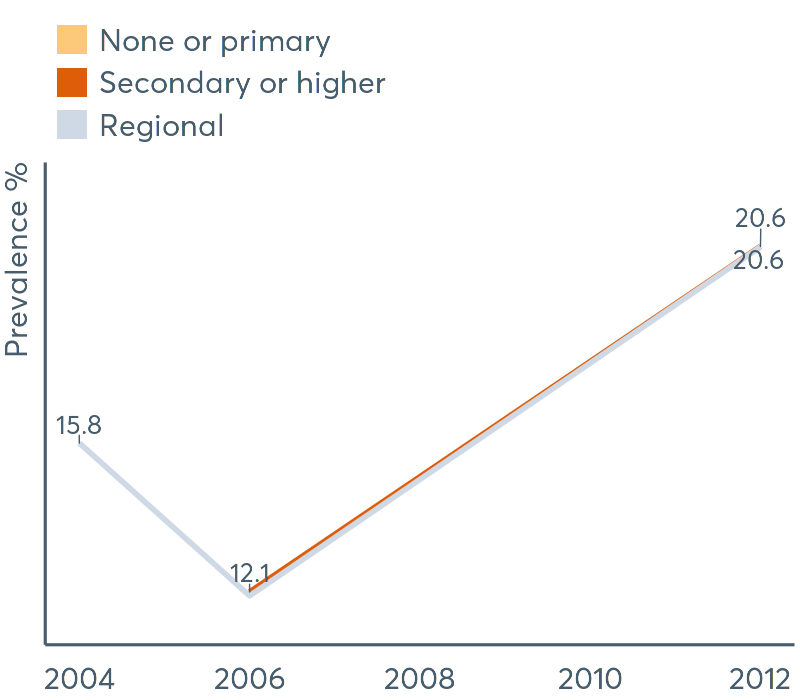 None or primary
Secondary or higher
Regional
Prevalence %
20.6
20.6
15.8
12.1
2004 2006 2008 2010 2012